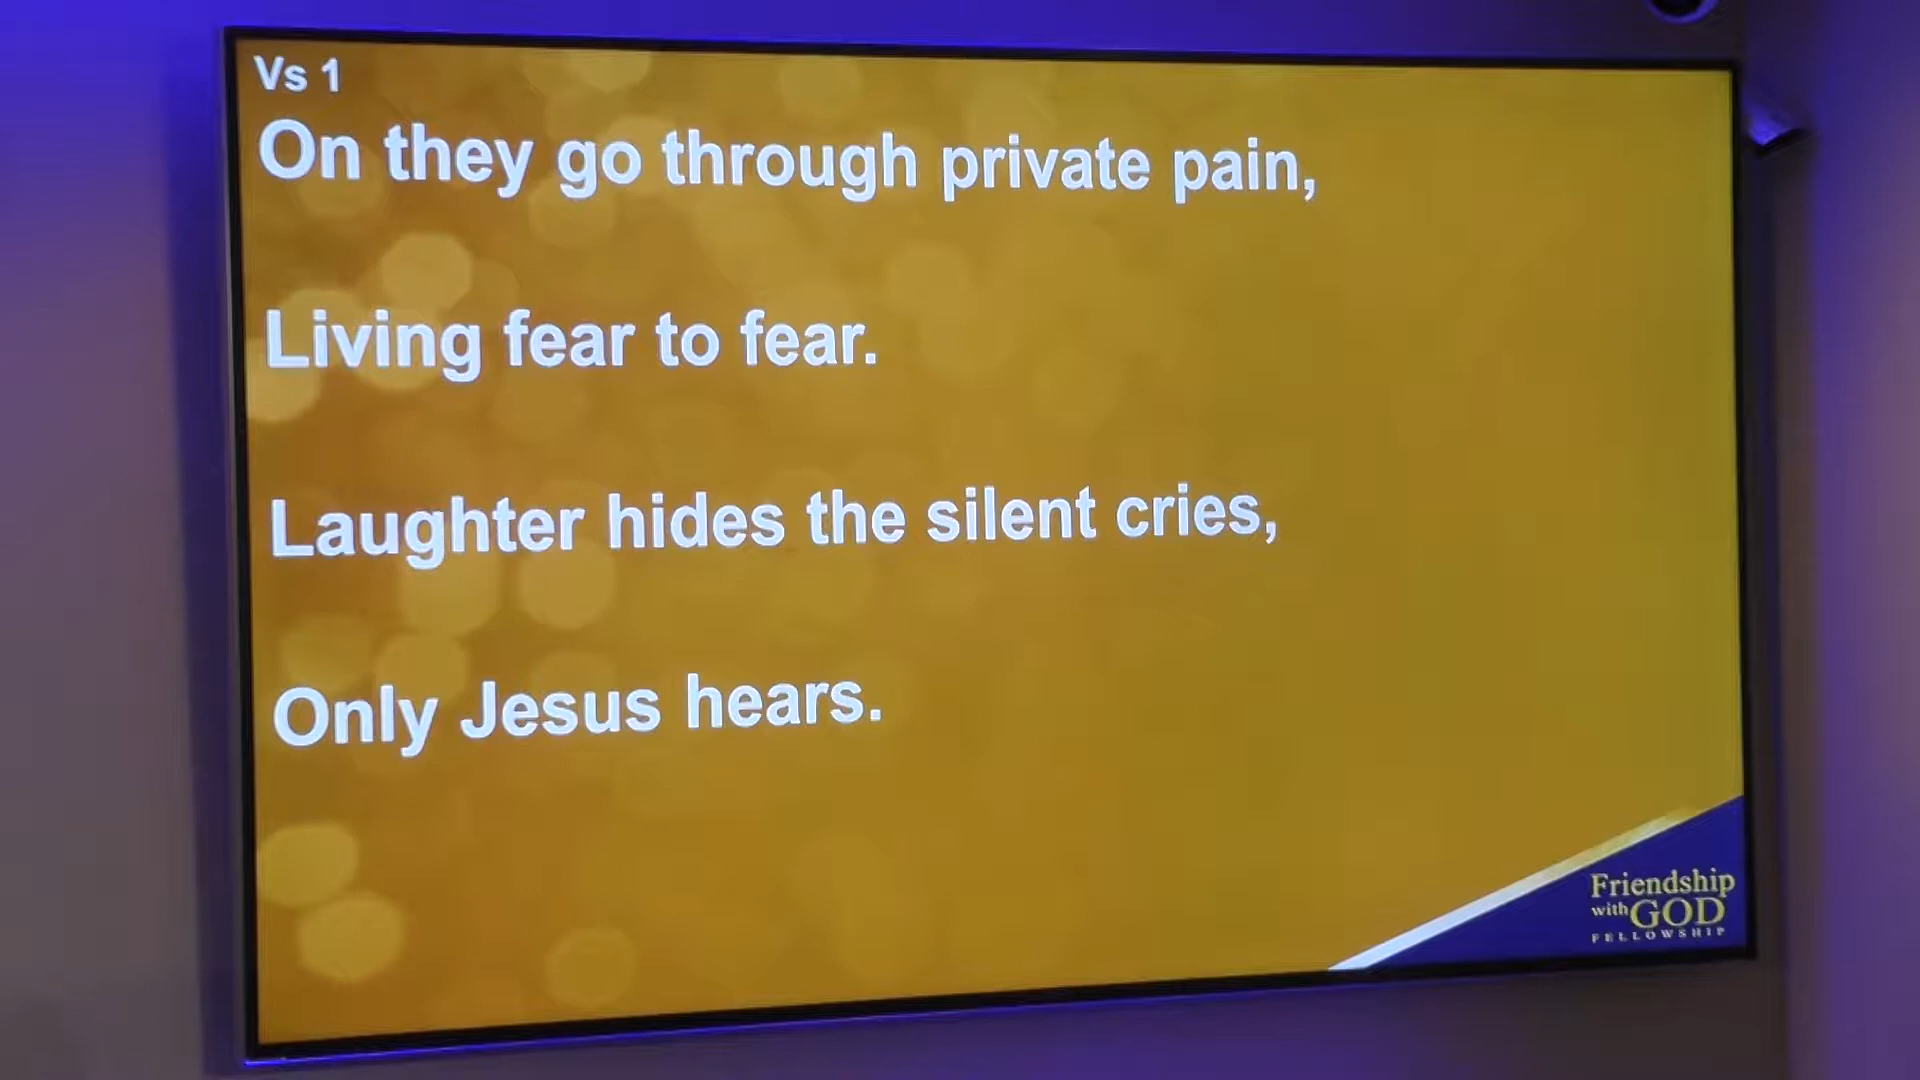 Vs 1
On they go through private pain,
Living fear to fear.
Laughter hides the silent cries,
Only Jesus hears.
Friendship
with GOD
FELLOWSHIP